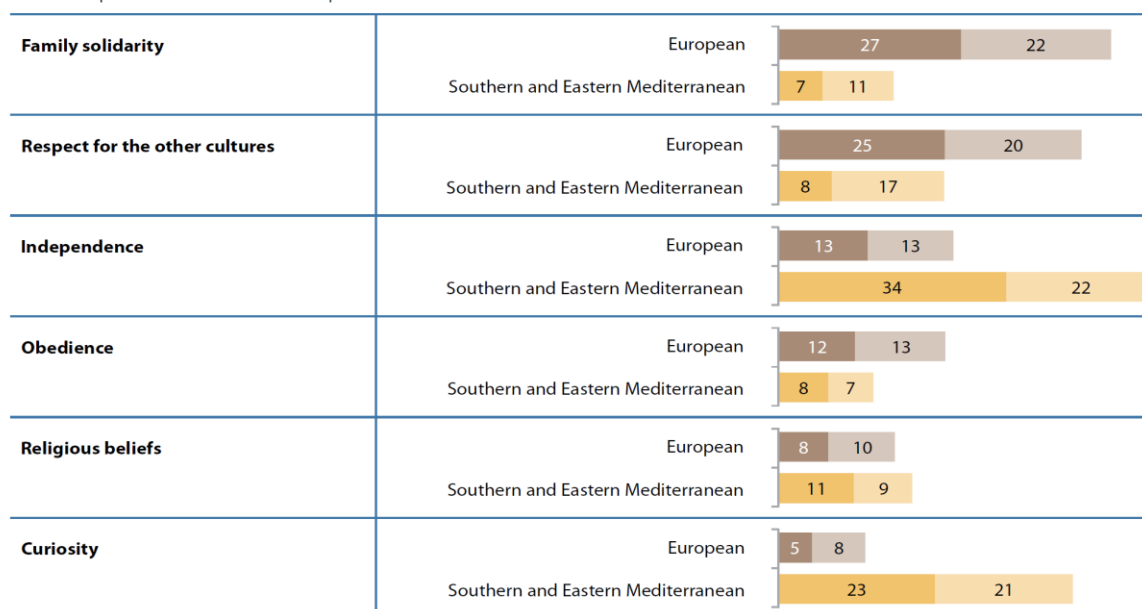 Family solidarity
European 27 22
Southern and Eastern Mediterranean 7 11
Respect for the other cultures
European 25 20
Southern and Eastern Mediterranean 8 17
Independence
European 13 13
Southern and Eastern Mediterranean 34 22
Obedience
European 12 13
Southern and Eastern Mediterranean 8 7
Religious beliefs
European 8 10
Southern and Eastern Mediterranean 11 9
Curiosity
European 5 8
Southern and Eastern Mediterranean 23 21